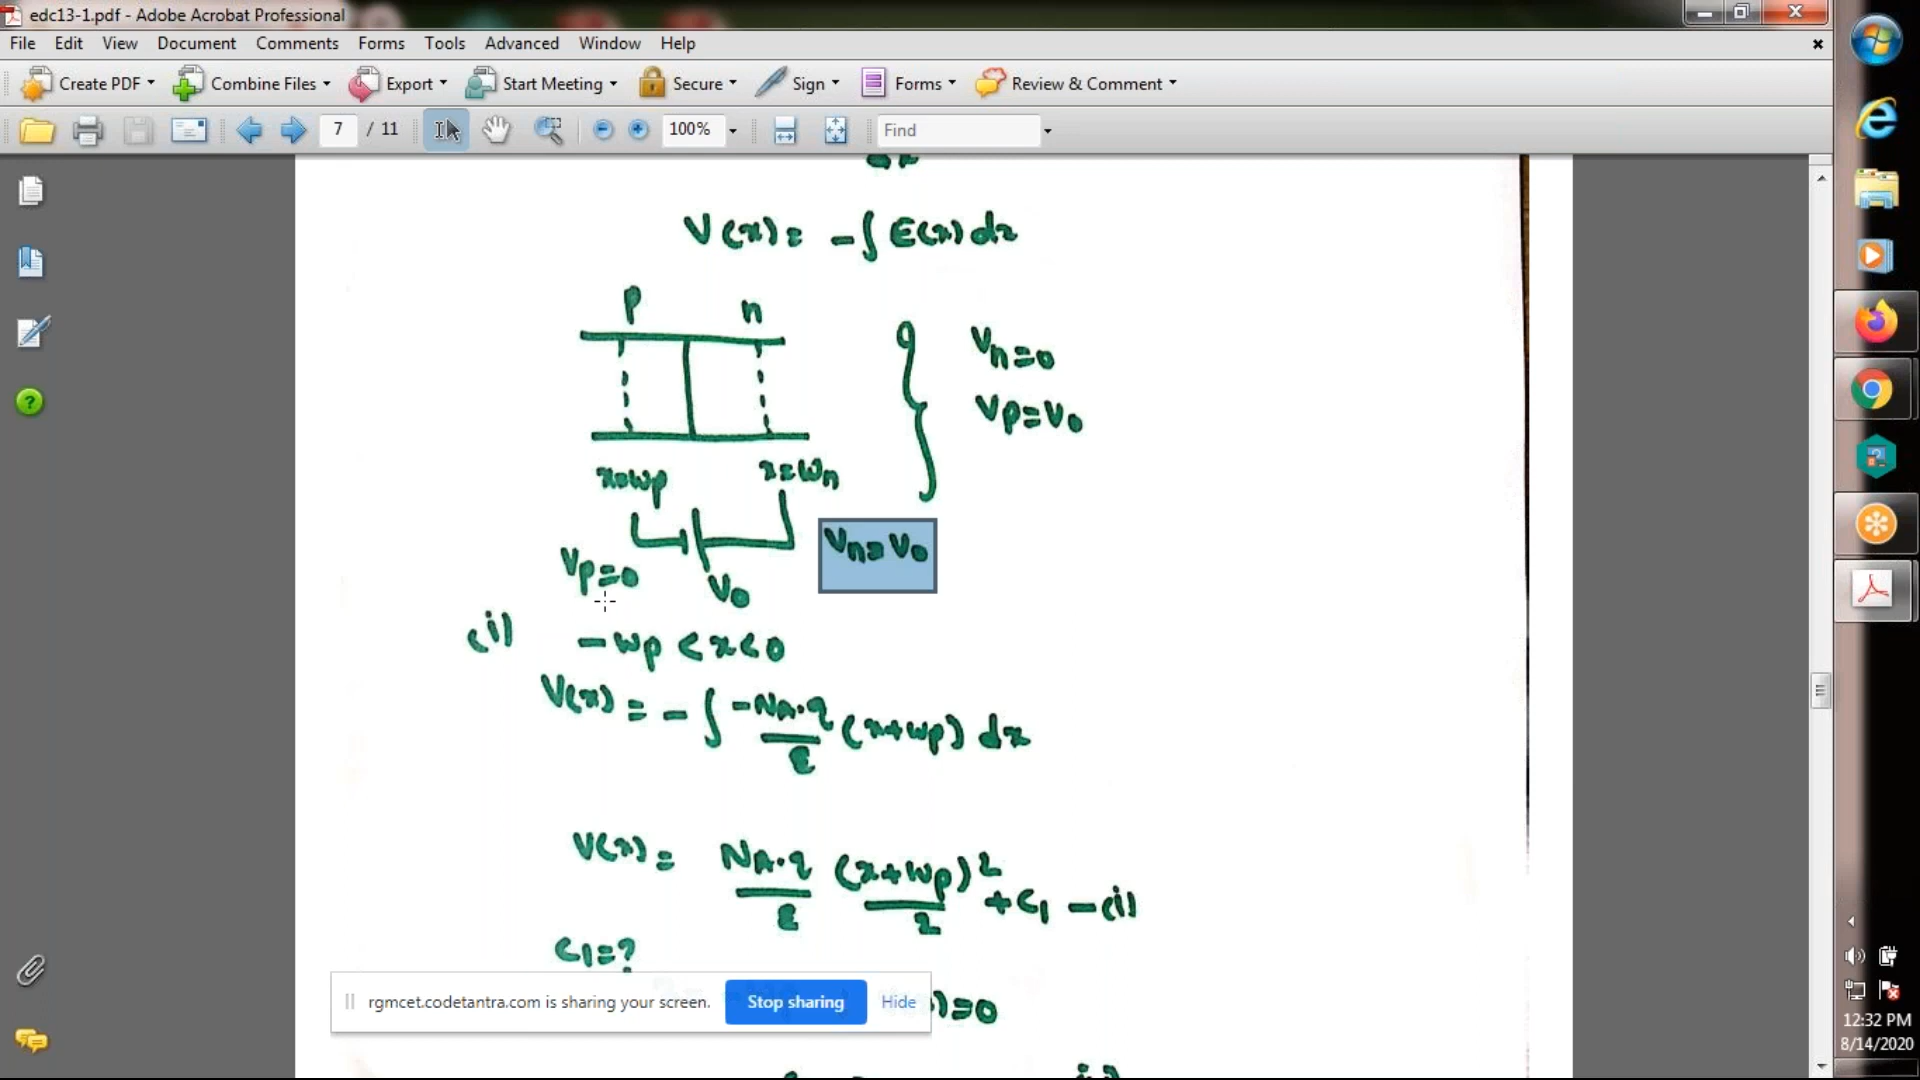 edc13-1.pdf - Adobe Acrobat Professional
File Edit View Document Comments Forms Tools Advanced Window Help
Create PDF Combine Files Export Start Meeting Secure Sign Forms Review & Comment
7 / 11 100% Find
V(x) = -∫ E(x) dx
P n
Vn=0
Vp=V0
x=wp x=wn
Vn=V0
Vp=0
V0
(i) -wp<x<0
V(x) = -∫ -NA.q/ε (x+wp) dx
V(x) = NA.q/ε (x+wp)²/2 + C1 -(i)
C1=?
)=0
rgmcet.codetantra.com is sharing your screen. Stop sharing Hide
12:32 PM
8/14/2020